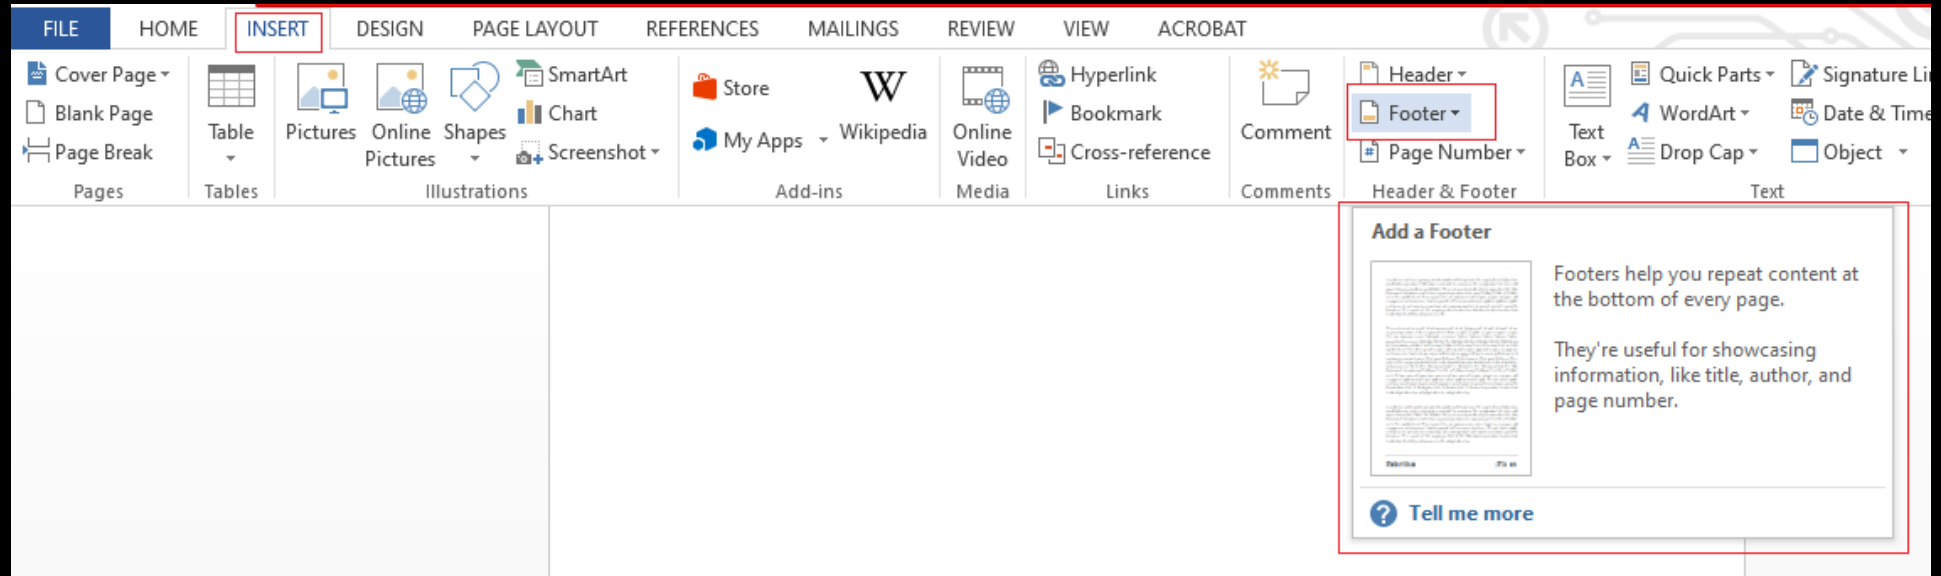 FILE HOME INSERT DESIGN PAGE LAYOUT REFERENCES MAILINGS REVIEW VIEW ACROBAT
Cover Page
Blank Page
Page Break
Pages
Table
Tables
Pictures
Online
Pictures
Shapes
SmartArt
Chart
Screenshot
Illustrations
Store
My Apps
Wikipedia
Add-ins
Online
Video
Media
Hyperlink
Bookmark
Cross-reference
Links
Comment
Comments
Header
Footer
Page Number
Header & Footer
Text
Box
Quick Parts
WordArt
Drop Cap
Signature Li
Date & Time
Object
Text
Add a Footer
Footers help you repeat content at
the bottom of every page.
They're useful for showcasing
information, like title, author, and
page number.
Tell me more